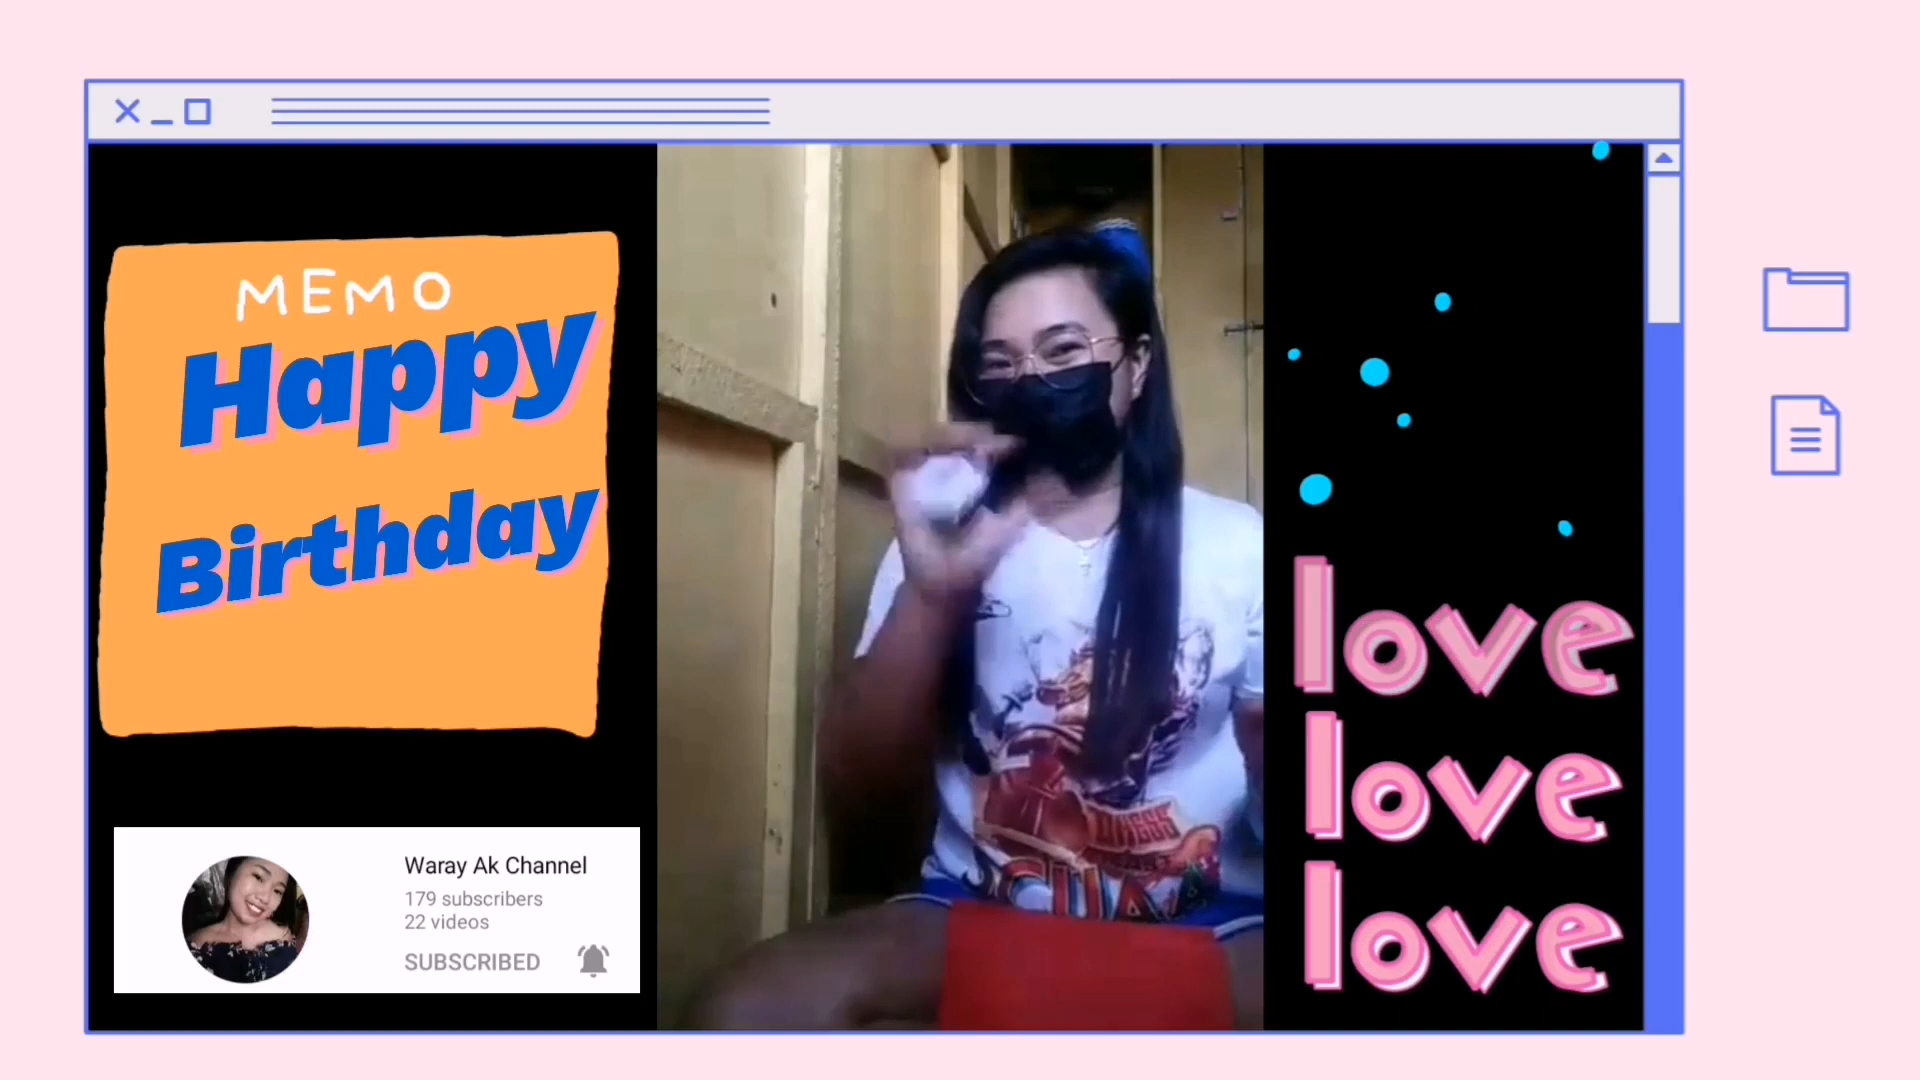 MEMO
Happy
Birthday
Waray Ak Channel
179 subscribers
22 videos
SUBSCRIBED
love
love
love